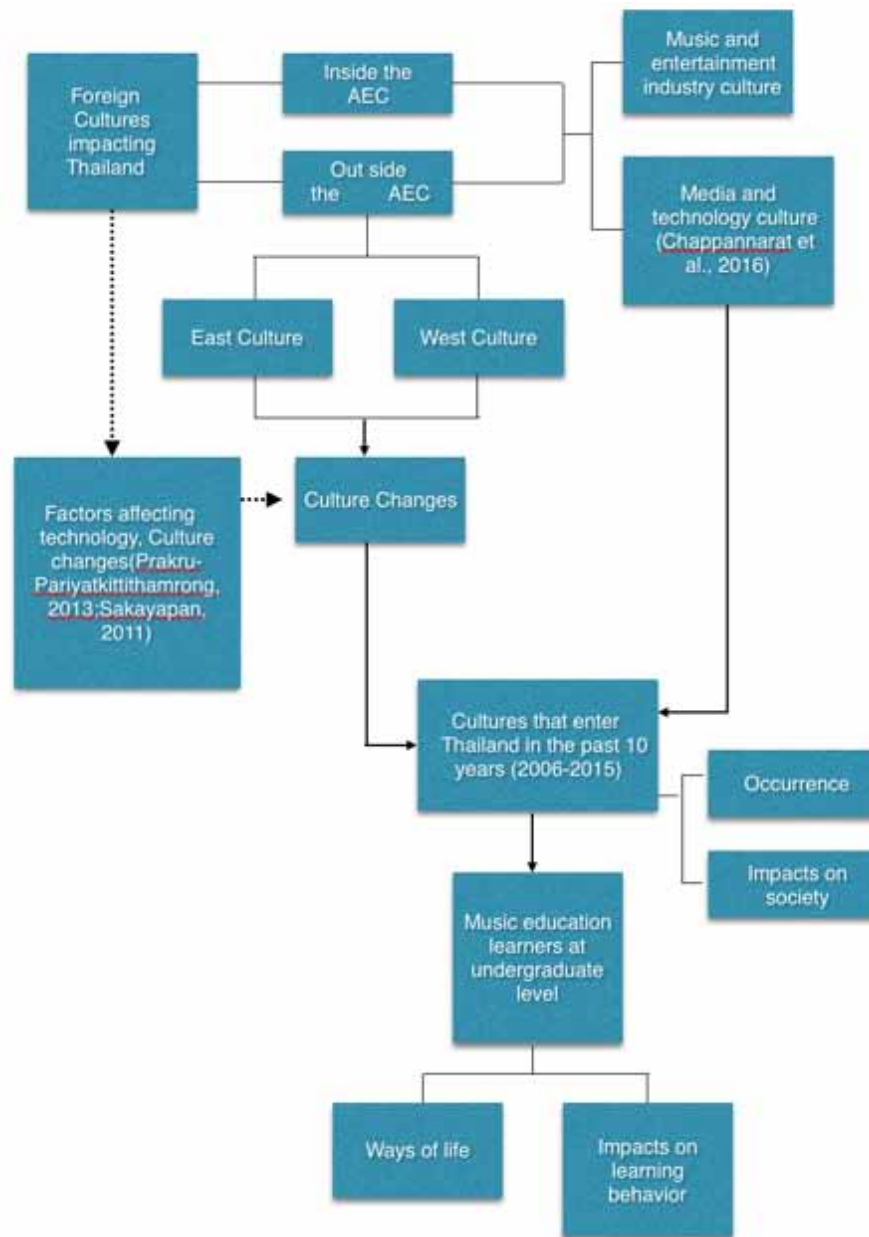 Foreign
Cultures
impacting
Thailand
Inside the
AEC
Out side
the AEC
Music and
entertainment
industry culture
Media and
technology culture
(Chappannarat et
al., 2016)
East Culture
West Culture
Factors affecting
technology, Culture
changes(Prakru-
Pariyatkittithamrong,
2013;Sakayapan,
2011)
Culture Changes
Cultures that enter
Thailand in the past 10
years (2006-2015)
Occurrence
Impacts on
society
Music education
learners at
undergraduate
level
Ways of life
Impacts on
learning
behavior